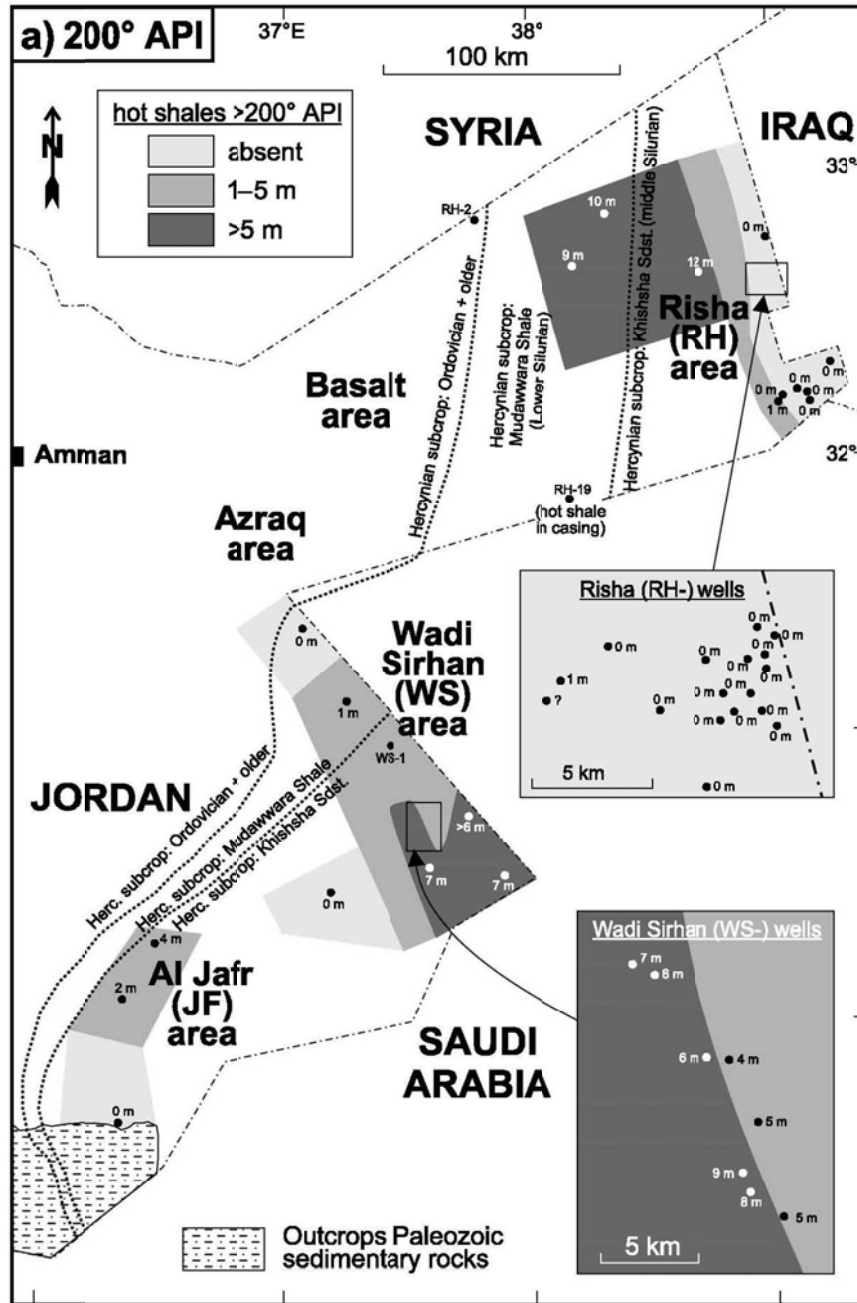 a) 200° API
37°E
38°
100 km
hot shales >200° API
absent
1–5 m
>5 m
N
SYRIA
IRAQ
33°
RH-2
10 m
9 m
12 m
0 m
Hercynian subcrop: Ordovician + older
Hercynian subcrop:
Mudawwara Shale
(Lower Silurian)
Hercynian subcrop: Khishsha Sdst. (middle Silurian)
Risha
(RH)
area
Basalt
area
0 m
0 m
0 m
0 m
0 m
1 m
Amman
32°
RH-19
(hot shale
in casing)
Azraq
area
0 m
Wadi
Sirhan
(WS)
area
1 m
WS-1
>6 m
7 m
7 m
0 m
JORDAN
Herc. subcrop: Ordovician + older
Herc. subcrop: Mudawwara Shale
Herc. subcrop: Khishsha Sdst.
4 m
2 m
Al Jafr
(JF)
area
0 m
SAUDI
ARABIA
Risha (RH-) wells
0 m
0 m
0 m
0 m
0 m
0 m
0 m
1 m
?
0 m
0 m
0 m
0 m
0 m
0 m
5 km
0 m
Wadi Sirhan (WS-) wells
7 m
6 m
6 m
4 m
5 m
9 m
8 m
5 m
5 km
Outcrops Paleozoic
sedimentary rocks